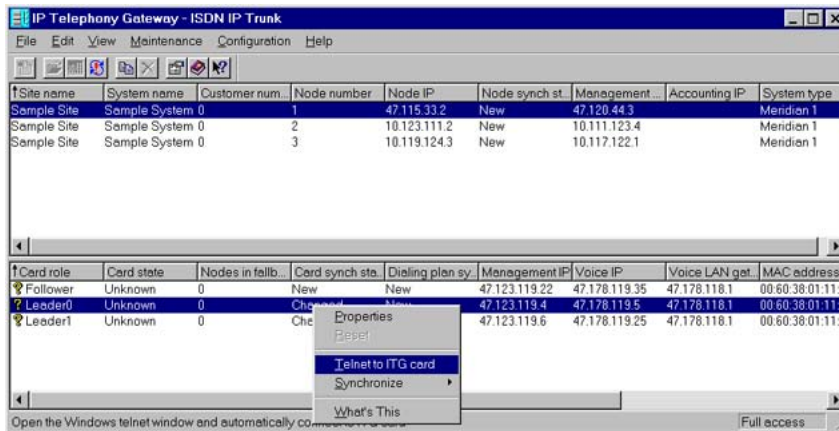 IP Telephony Gateway - ISDN IP Trunk
File Edit View Maintenance Configuration Help
Site name System name Customer num... Node number Node IP Node synch st... Management ... Accounting IP System type
Sample Site Sample System 0 1 47.115.33.2 New 47.120.44.3 Meridian 1
Sample Site Sample System 0 2 10.123.111.2 New 10.111.123.4 Meridian 1
Sample Site Sample System 0 3 10.119.124.3 New 10.117.122.1 Meridian 1
Card role Card state Nodes in fallb... Card synch sta... Dialing plan sy... Management IP Voice IP Voice LAN gat... MAC address
Follower Unknown 0 New New 47.123.119.22 47.178.119.35 47.178.118.1 00:60:38:01:11:
Leader0 Unknown 0 Changed New 47.123.119.4 47.178.119.5 47.178.118.1 00:60:38:01:11:
Leader1 Unknown 0 Cha 47.123.119.6 47.178.119.25 47.178.118.1 00:60:38:01:11:
Properties
Reset
Telnet to ITG card
Synchronize
What's This
Open the Windows telnet window and automatically Full access